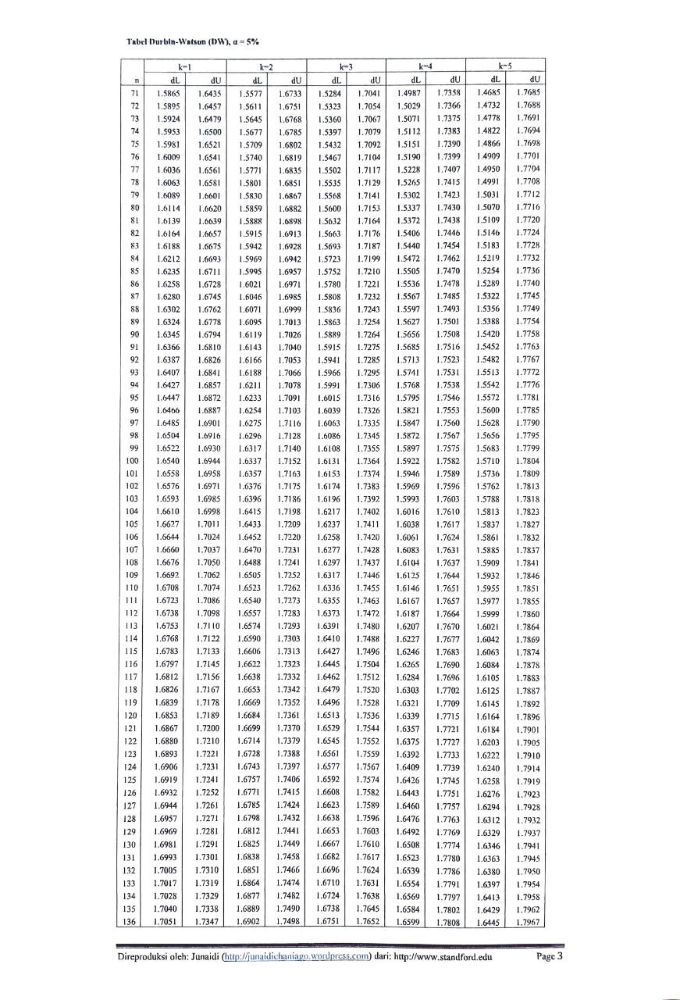 Tabel Durbin-Watson (DW), α = 5%
k=1 k=2 k=3 k=4 k=5
n dL dU dL dU dL dU dL dU dL dU
71 1.5865 1.6435 1.5577 1.6733 1.5284 1.7041 1.4987 1.7358 1.4685 1.7685
72 1.5895 1.6457 1.5611 1.6751 1.5323 1.7054 1.5029 1.7366 1.4732 1.7688
73 1.5924 1.6479 1.5645 1.6768 1.5360 1.7067 1.5071 1.7375 1.4778 1.7691
74 1.5953 1.6500 1.5677 1.6785 1.5397 1.7079 1.5112 1.7383 1.4822 1.7694
75 1.5981 1.6521 1.5709 1.6802 1.5432 1.7092 1.5151 1.7390 1.4866 1.7698
76 1.6009 1.6541 1.5740 1.6819 1.5467 1.7104 1.5190 1.7399 1.4909 1.7701
77 1.6036 1.6561 1.5771 1.6835 1.5502 1.7117 1.5228 1.7407 1.4950 1.7704
78 1.6063 1.6581 1.5801 1.6851 1.5535 1.7129 1.5265 1.7415 1.4991 1.7708
79 1.6089 1.6601 1.5830 1.6867 1.5568 1.7141 1.5302 1.7423 1.5031 1.7712
80 1.6114 1.6620 1.5859 1.6882 1.5600 1.7153 1.5337 1.7430 1.5070 1.7716
81 1.6139 1.6639 1.5888 1.6898 1.5632 1.7164 1.5372 1.7438 1.5109 1.7720
82 1.6164 1.6657 1.5915 1.6913 1.5663 1.7176 1.5406 1.7446 1.5146 1.7724
83 1.6188 1.6675 1.5942 1.6928 1.5693 1.7187 1.5440 1.7454 1.5183 1.7728
84 1.6212 1.6693 1.5969 1.6942 1.5723 1.7199 1.5472 1.7462 1.5219 1.7732
85 1.6235 1.6711 1.5995 1.6957 1.5752 1.7210 1.5505 1.7470 1.5254 1.7736
86 1.6258 1.6728 1.6021 1.6971 1.5780 1.7221 1.5536 1.7478 1.5289 1.7740
87 1.6280 1.6745 1.6046 1.6985 1.5808 1.7232 1.5567 1.7485 1.5322 1.7745
88 1.6302 1.6762 1.6071 1.6999 1.5836 1.7243 1.5597 1.7493 1.5356 1.7749
89 1.6324 1.6778 1.6095 1.7013 1.5863 1.7254 1.5627 1.7501 1.5388 1.7754
90 1.6345 1.6794 1.6119 1.7026 1.5889 1.7264 1.5656 1.7508 1.5420 1.7758
91 1.6366 1.6810 1.6143 1.7040 1.5915 1.7275 1.5685 1.7516 1.5452 1.7763
92 1.6387 1.6826 1.6166 1.7053 1.5941 1.7285 1.5713 1.7523 1.5482 1.7767
93 1.6407 1.6841 1.6188 1.7066 1.5966 1.7295 1.5741 1.7531 1.5513 1.7772
94 1.6427 1.6857 1.6211 1.7078 1.5991 1.7306 1.5768 1.7538 1.5542 1.7776
95 1.6447 1.6872 1.6233 1.7091 1.6015 1.7316 1.5795 1.7546 1.5572 1.7781
96 1.6466 1.6887 1.6254 1.7103 1.6039 1.7326 1.5821 1.7553 1.5600 1.7785
97 1.6485 1.6901 1.6275 1.7116 1.6063 1.7335 1.5847 1.7560 1.5628 1.7790
98 1.6504 1.6916 1.6296 1.7128 1.6086 1.7345 1.5872 1.7567 1.5656 1.7795
99 1.6522 1.6930 1.6317 1.7140 1.6108 1.7355 1.5897 1.7575 1.5683 1.7799
100 1.6540 1.6944 1.6337 1.7152 1.6131 1.7364 1.5922 1.7582 1.5710 1.7804
101 1.6558 1.6958 1.6357 1.7163 1.6153 1.7374 1.5946 1.7589 1.5736 1.7809
102 1.6576 1.6971 1.6376 1.7175 1.6174 1.7383 1.5969 1.7596 1.5762 1.7813
103 1.6593 1.6985 1.6396 1.7186 1.6196 1.7392 1.5993 1.7603 1.5788 1.7818
104 1.6610 1.6998 1.6415 1.7198 1.6217 1.7402 1.6016 1.7610 1.5813 1.7823
105 1.6627 1.7011 1.6433 1.7209 1.6237 1.7411 1.6038 1.7617 1.5837 1.7827
106 1.6644 1.7024 1.6452 1.7220 1.6258 1.7420 1.6061 1.7624 1.5861 1.7832
107 1.6660 1.7037 1.6470 1.7231 1.6277 1.7428 1.6083 1.7631 1.5885 1.7837
108 1.6676 1.7050 1.6488 1.7241 1.6297 1.7437 1.6104 1.7637 1.5909 1.7841
109 1.6692 1.7062 1.6505 1.7252 1.6317 1.7446 1.6125 1.7644 1.5932 1.7846
110 1.6708 1.7074 1.6523 1.7262 1.6336 1.7455 1.6146 1.7651 1.5955 1.7851
111 1.6723 1.7086 1.6540 1.7273 1.6355 1.7463 1.6167 1.7657 1.5977 1.7855
112 1.6738 1.7098 1.6557 1.7283 1.6373 1.7472 1.6187 1.7664 1.5999 1.7860
113 1.6753 1.7110 1.6574 1.7293 1.6391 1.7480 1.6207 1.7670 1.6021 1.7864
114 1.6768 1.7122 1.6590 1.7303 1.6410 1.7488 1.6227 1.7677 1.6042 1.7869
115 1.6783 1.7133 1.6606 1.7313 1.6427 1.7496 1.6246 1.7683 1.6063 1.7874
116 1.6797 1.7145 1.6622 1.7323 1.6445 1.7504 1.6265 1.7690 1.6084 1.7878
117 1.6812 1.7156 1.6638 1.7332 1.6462 1.7512 1.6284 1.7696 1.6105 1.7883
118 1.6826 1.7167 1.6653 1.7342 1.6479 1.7520 1.6303 1.7702 1.6125 1.7887
119 1.6839 1.7178 1.6669 1.7352 1.6496 1.7528 1.6321 1.7709 1.6145 1.7892
120 1.6853 1.7189 1.6684 1.7361 1.6513 1.7536 1.6339 1.7715 1.6164 1.7896
121 1.6867 1.7200 1.6699 1.7370 1.6529 1.7544 1.6357 1.7721 1.6184 1.7901
122 1.6880 1.7210 1.6714 1.7379 1.6545 1.7552 1.6375 1.7727 1.6203 1.7905
123 1.6893 1.7221 1.6728 1.7388 1.6561 1.7559 1.6392 1.7733 1.6222 1.7910
124 1.6906 1.7231 1.6743 1.7397 1.6577 1.7567 1.6409 1.7739 1.6240 1.7914
125 1.6919 1.7241 1.6757 1.7406 1.6592 1.7574 1.6426 1.7745 1.6258 1.7919
126 1.6932 1.7252 1.6771 1.7415 1.6608 1.7582 1.6443 1.7751 1.6276 1.7923
127 1.6944 1.7261 1.6785 1.7424 1.6623 1.7589 1.6460 1.7757 1.6294 1.7928
128 1.6957 1.7271 1.6798 1.7432 1.6638 1.7596 1.6476 1.7763 1.6312 1.7932
129 1.6969 1.7281 1.6812 1.7441 1.6653 1.7603 1.6492 1.7769 1.6329 1.7937
130 1.6981 1.7291 1.6825 1.7449 1.6667 1.7610 1.6508 1.7774 1.6346 1.7941
131 1.6993 1.7301 1.6838 1.7458 1.6682 1.7617 1.6523 1.7780 1.6363 1.7945
132 1.7005 1.7310 1.6851 1.7466 1.6696 1.7624 1.6539 1.7786 1.6380 1.7950
133 1.7017 1.7319 1.6864 1.7474 1.6710 1.7631 1.6554 1.7791 1.6397 1.7954
134 1.7028 1.7329 1.6877 1.7482 1.6724 1.7638 1.6569 1.7797 1.6413 1.7958
135 1.7040 1.7338 1.6889 1.7490 1.6738 1.7645 1.6584 1.7802 1.6429 1.7962
136 1.7051 1.7347 1.6902 1.7498 1.6751 1.7652 1.6599 1.7808 1.6445 1.7967
Direproduksi oleh: Junaidi (http://junaidichaniago.wordpress.com) dari: http://www.standford.edu Page 3